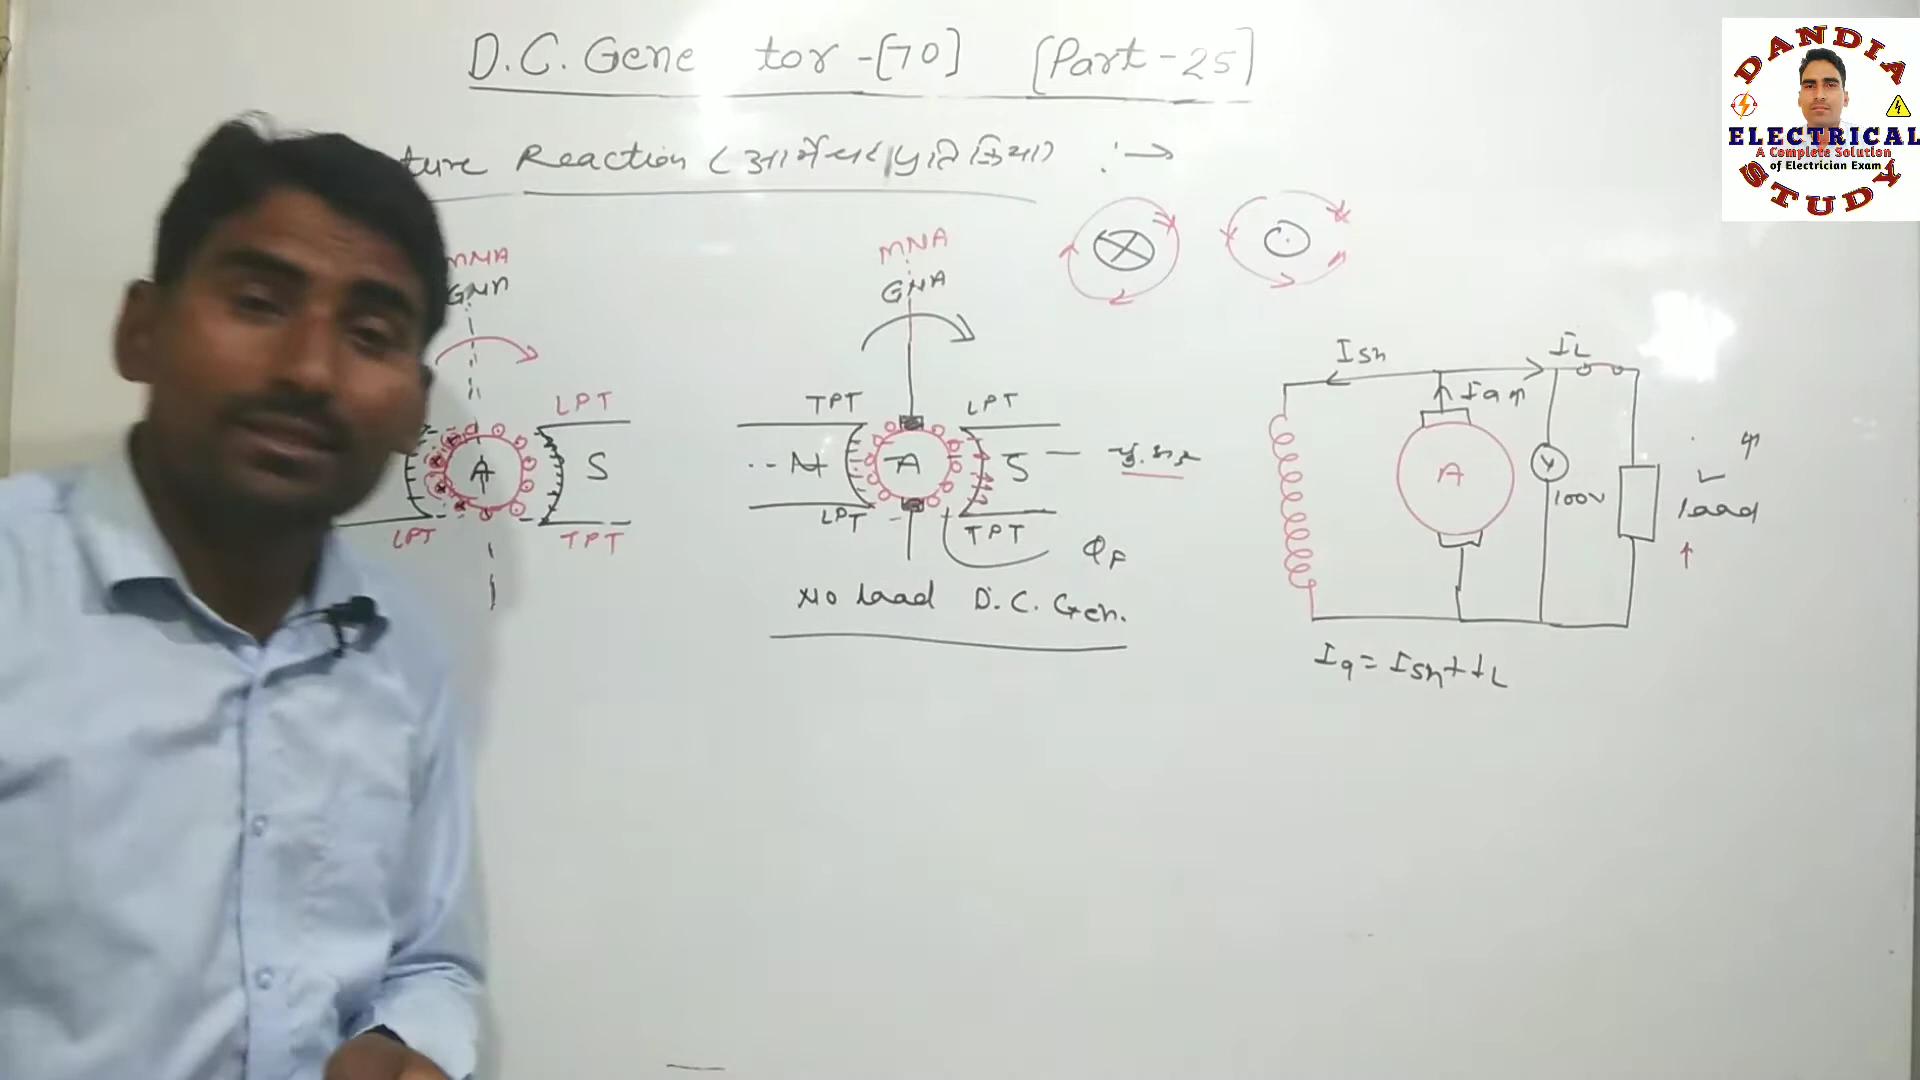 D.C. Gene tor -[70] [Part-25]
ture Reaction (आर्मेचर प्रतिक्रिया) :→
MNA
GNA
MNA
GNA
LPT
A
S
LPT
TPT
TPT
LPT
N
A
S
LPT
TPT
ΦF
No load D.C. Gen.
Ish
IL
Ia↑
A
V
100V
load
Ia = Ish + IL
DANDIA
ELECTRICAL
A Complete Solution
of Electrician Exam
STUDY